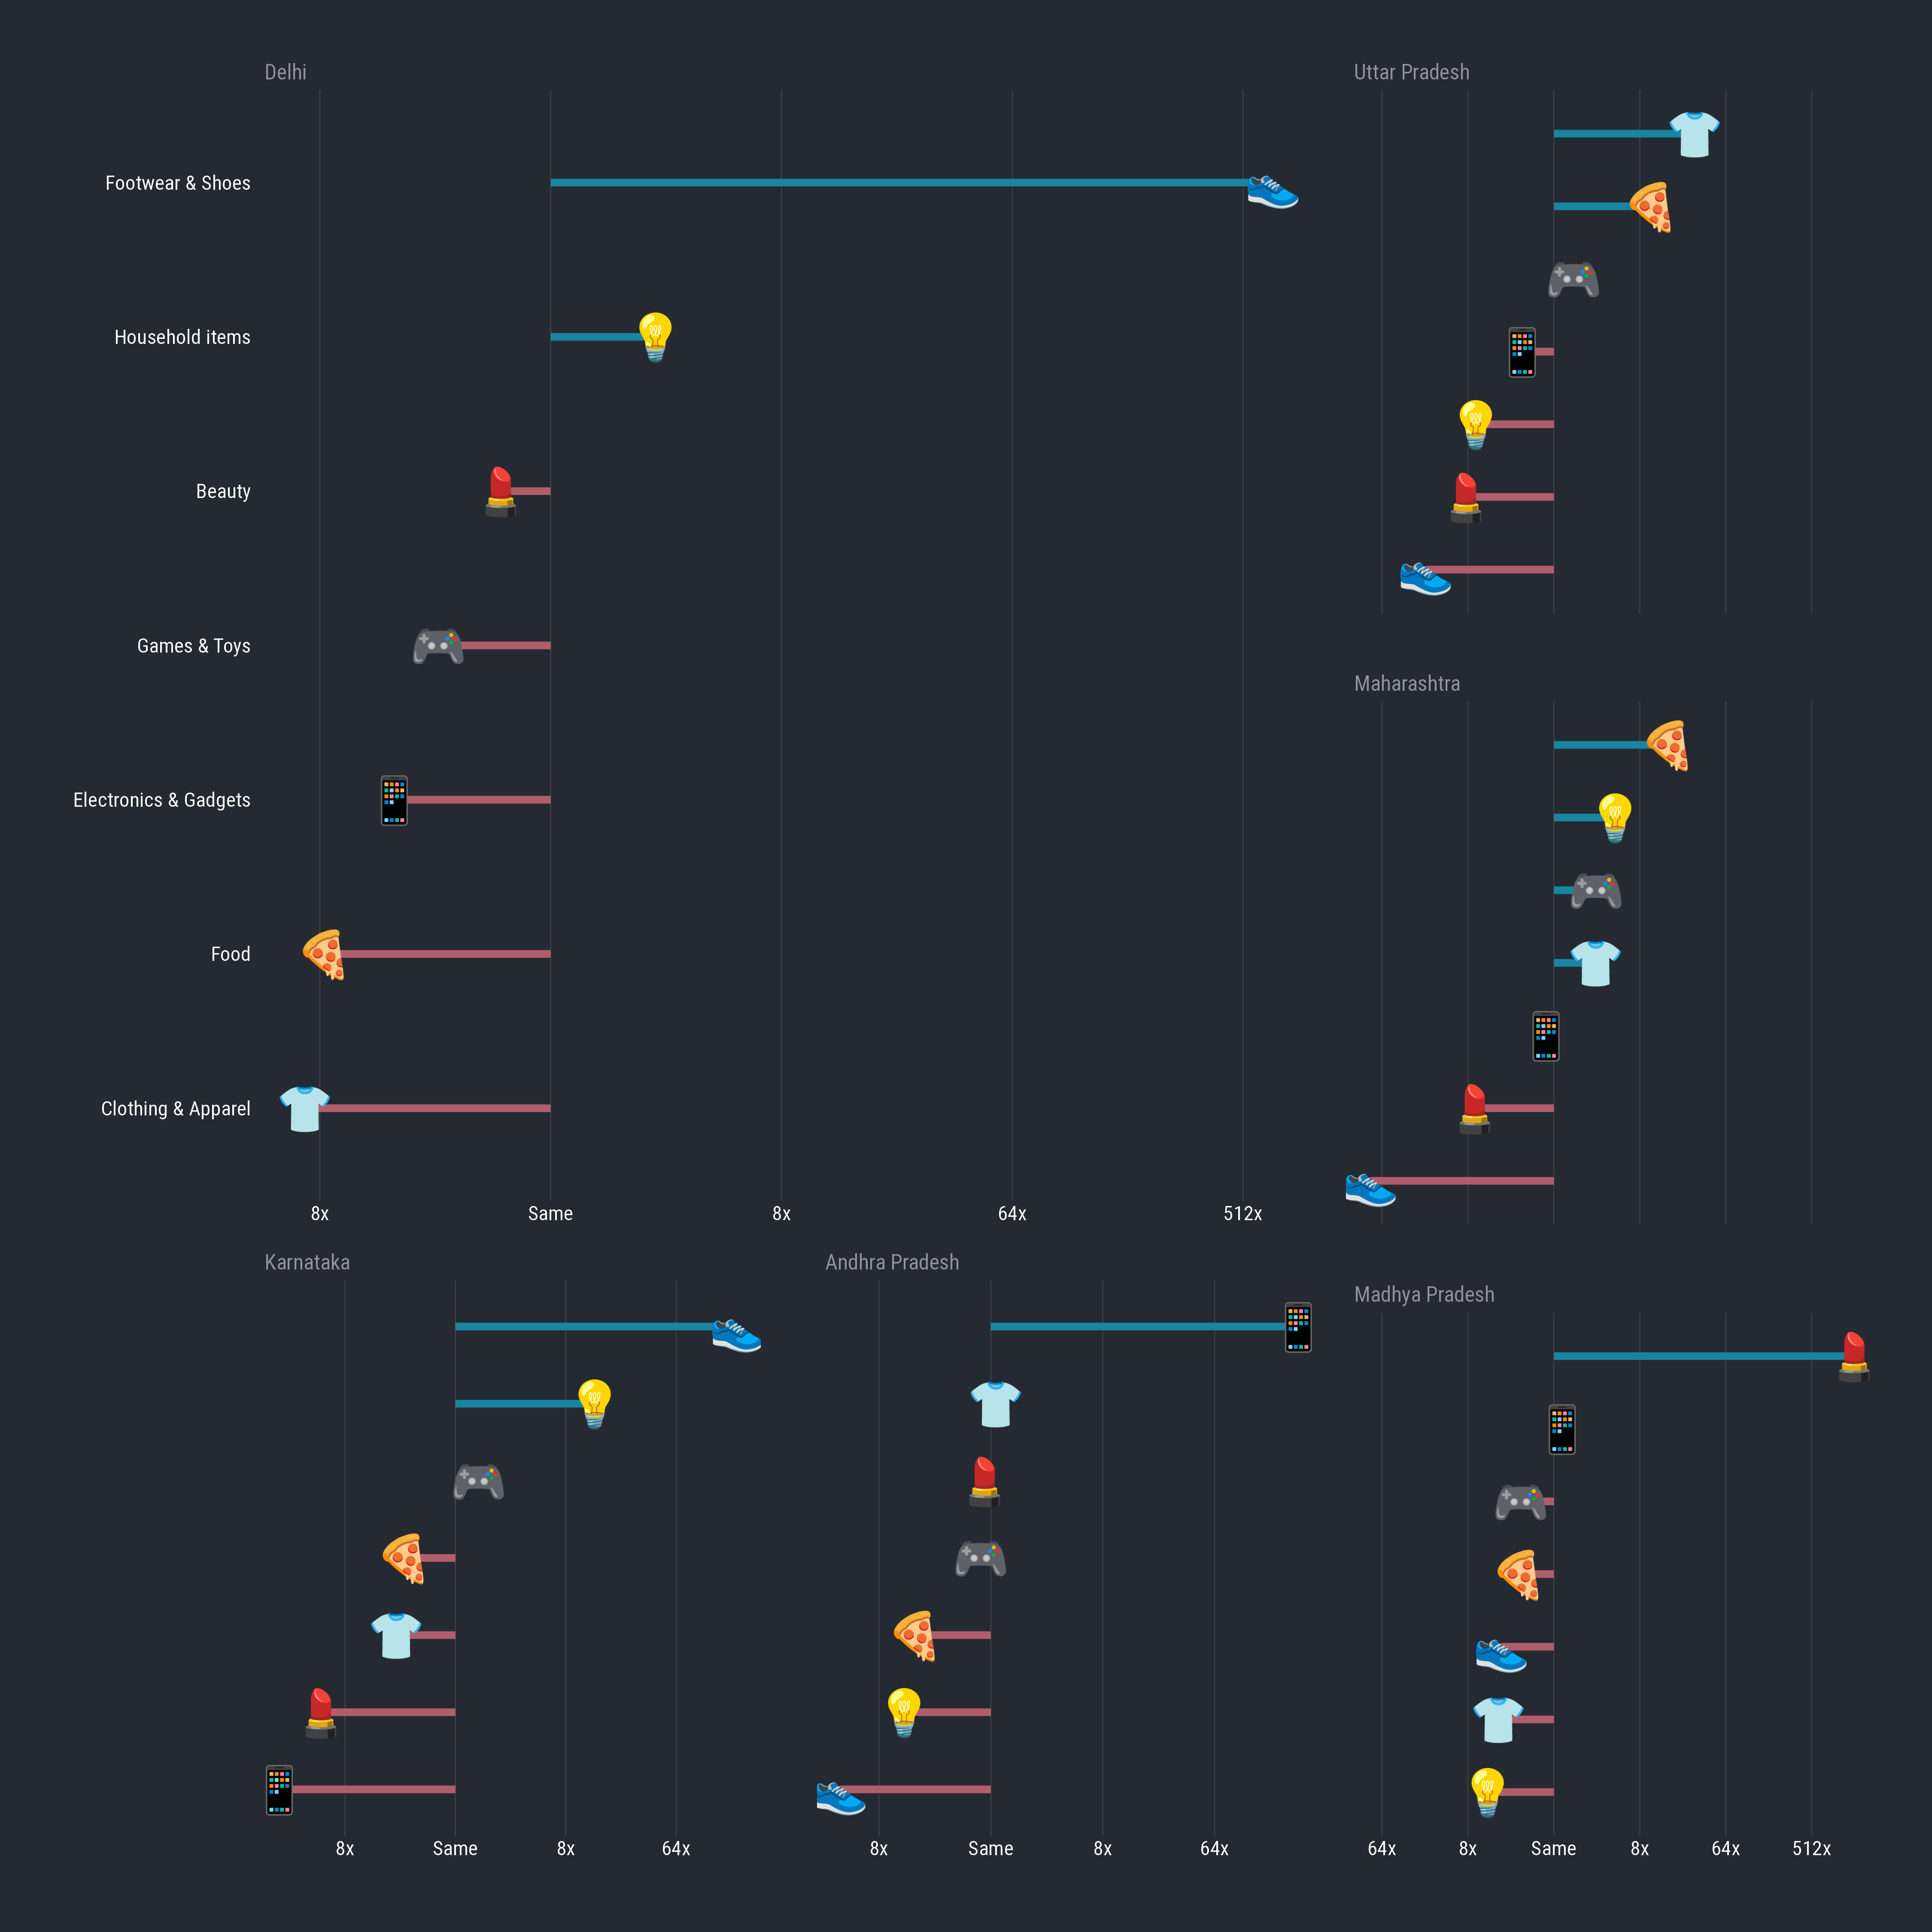 Delhi
Footwear & Shoes
Household items
Beauty
Games & Toys
Electronics & Gadgets
Food
Clothing & Apparel
8x Same 8x 64x 512x
Uttar Pradesh
Maharashtra
Karnataka
8x Same 8x 64x
Andhra Pradesh
8x Same 8x 64x
Madhya Pradesh
64x 8x Same 8x 64x 512x